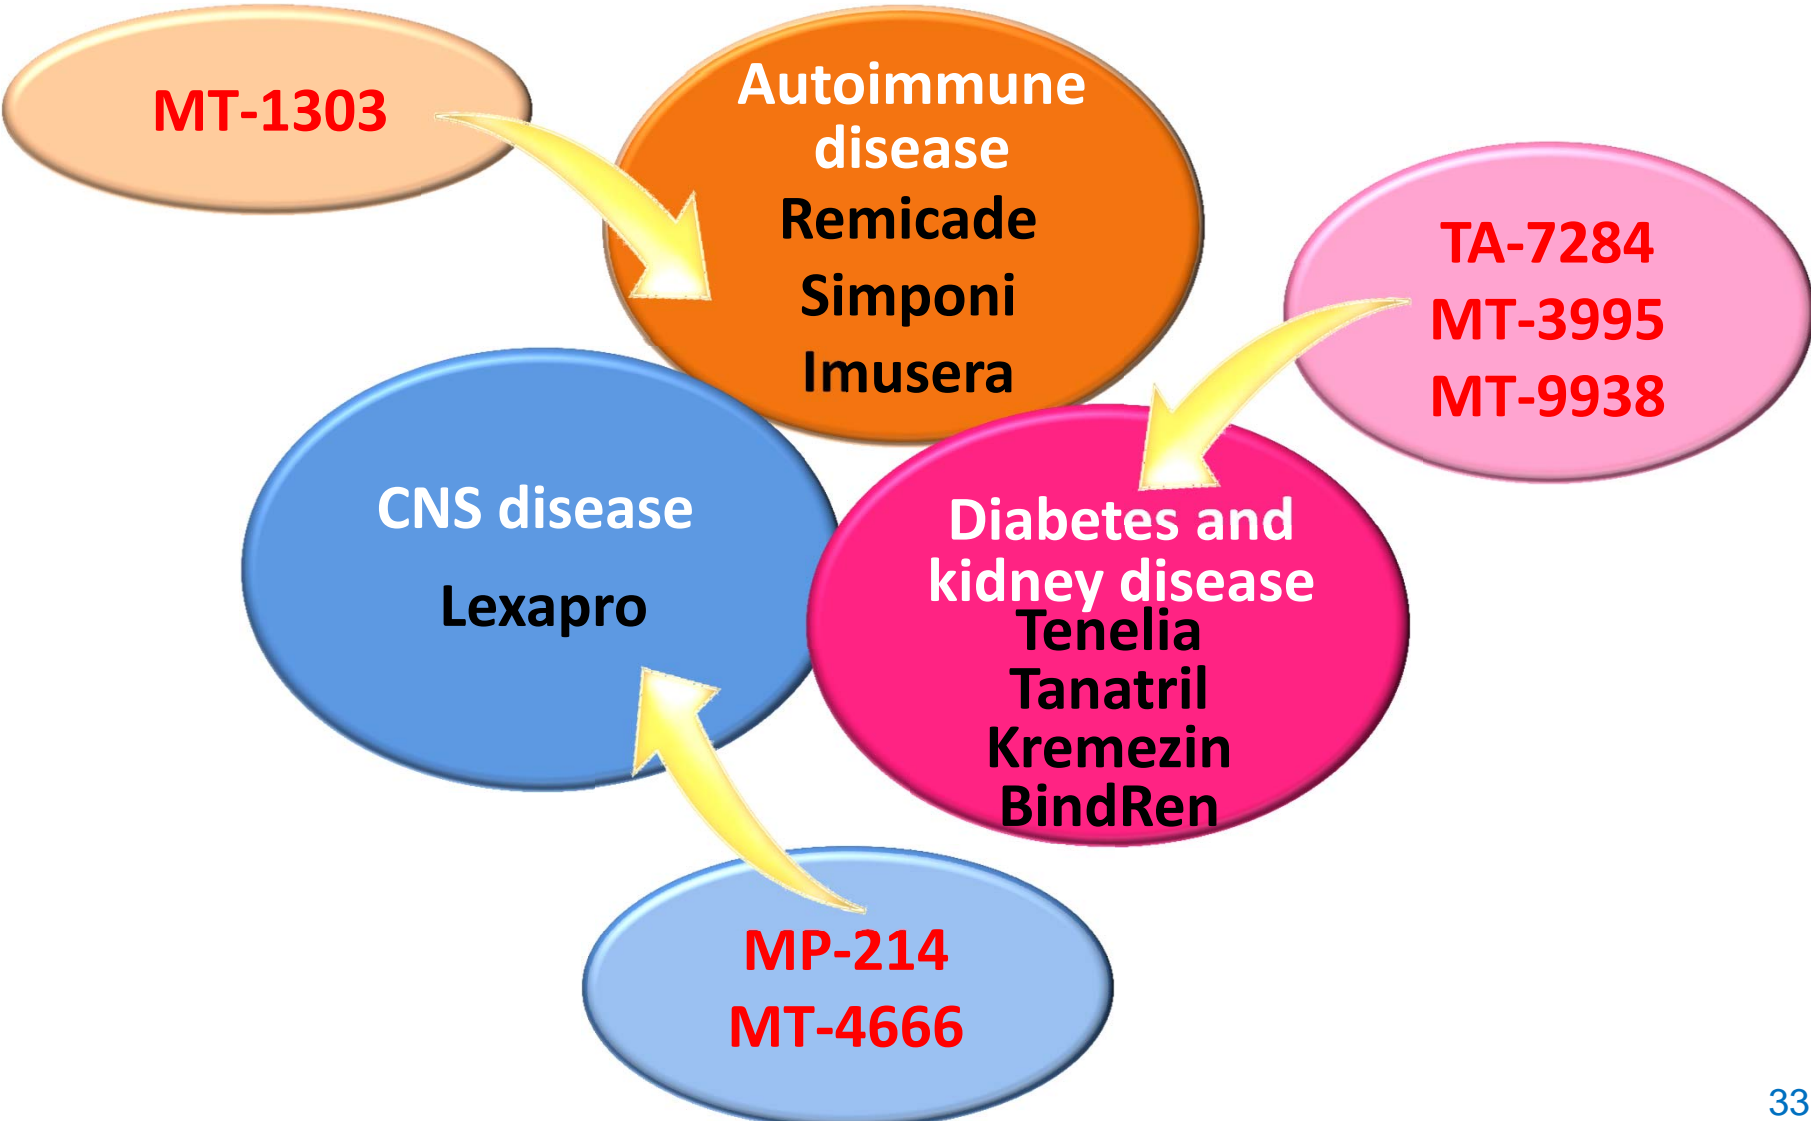 MT-1303
Autoimmune
disease
Remicade
Simponi
Imusera
TA-7284
MT-3995
MT-9938
CNS disease
Lexapro
Diabetes and
kidney disease
Tenelia
Tanatril
Kremezin
BindRen
MP-214
MT-4666
33